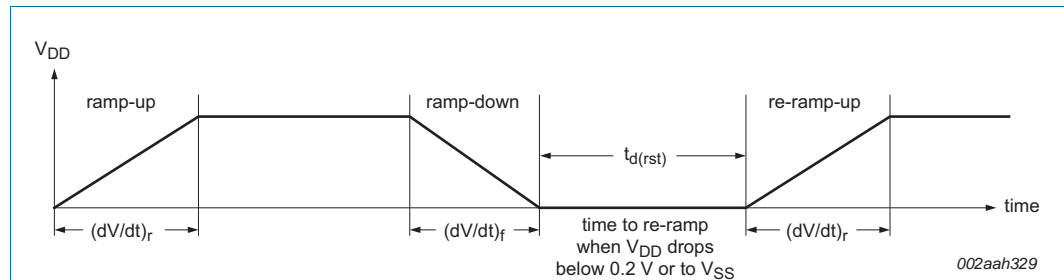 V_DD
ramp-up
ramp-down
re-ramp-up
t_d(rst)
time
(dV/dt)_r
(dV/dt)_f
time to re-ramp
when V_DD drops
below 0.2 V or to V_SS
(dV/dt)_r
002aah329